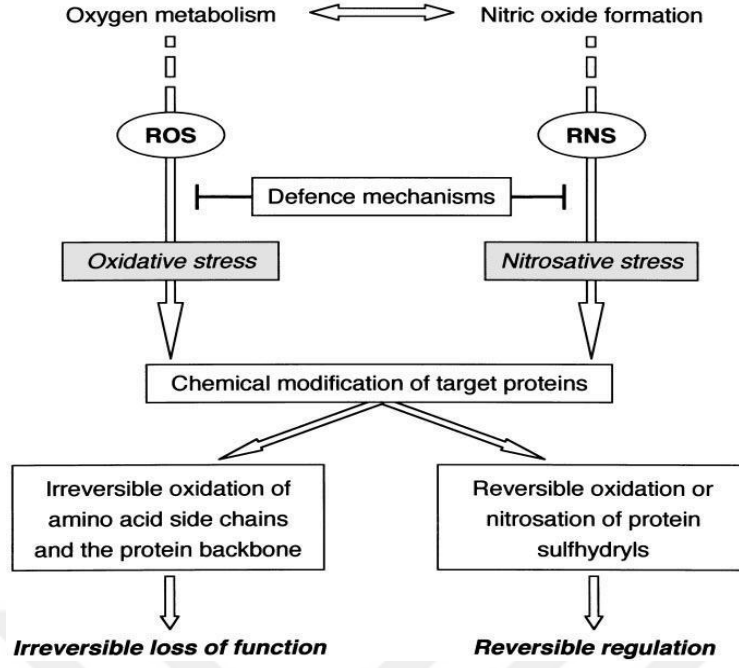 Oxygen metabolism
Nitric oxide formation
ROS
RNS
Defence mechanisms
Oxidative stress
Nitrosative stress
Chemical modification of target proteins
Irreversible oxidation of
amino acid side chains
and the protein backbone
Reversible oxidation or
nitrosation of protein
sulfhydryls
Irreversible loss of function
Reversible regulation